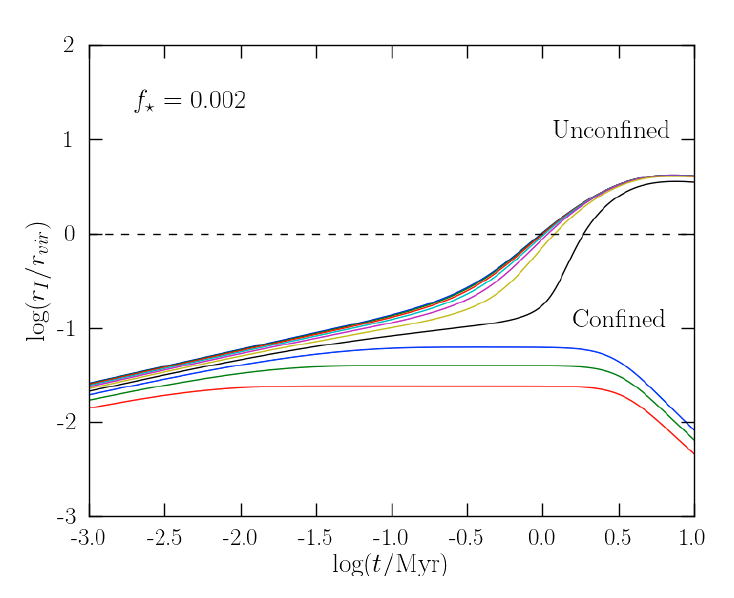 2
f⋆ = 0.002
Unconfined
1
0
log(r_I/r_vir)
-1
Confined
-2
-3
-3.0 -2.5 -2.0 -1.5 -1.0 -0.5 0.0 0.5 1.0
log(t/Myr)